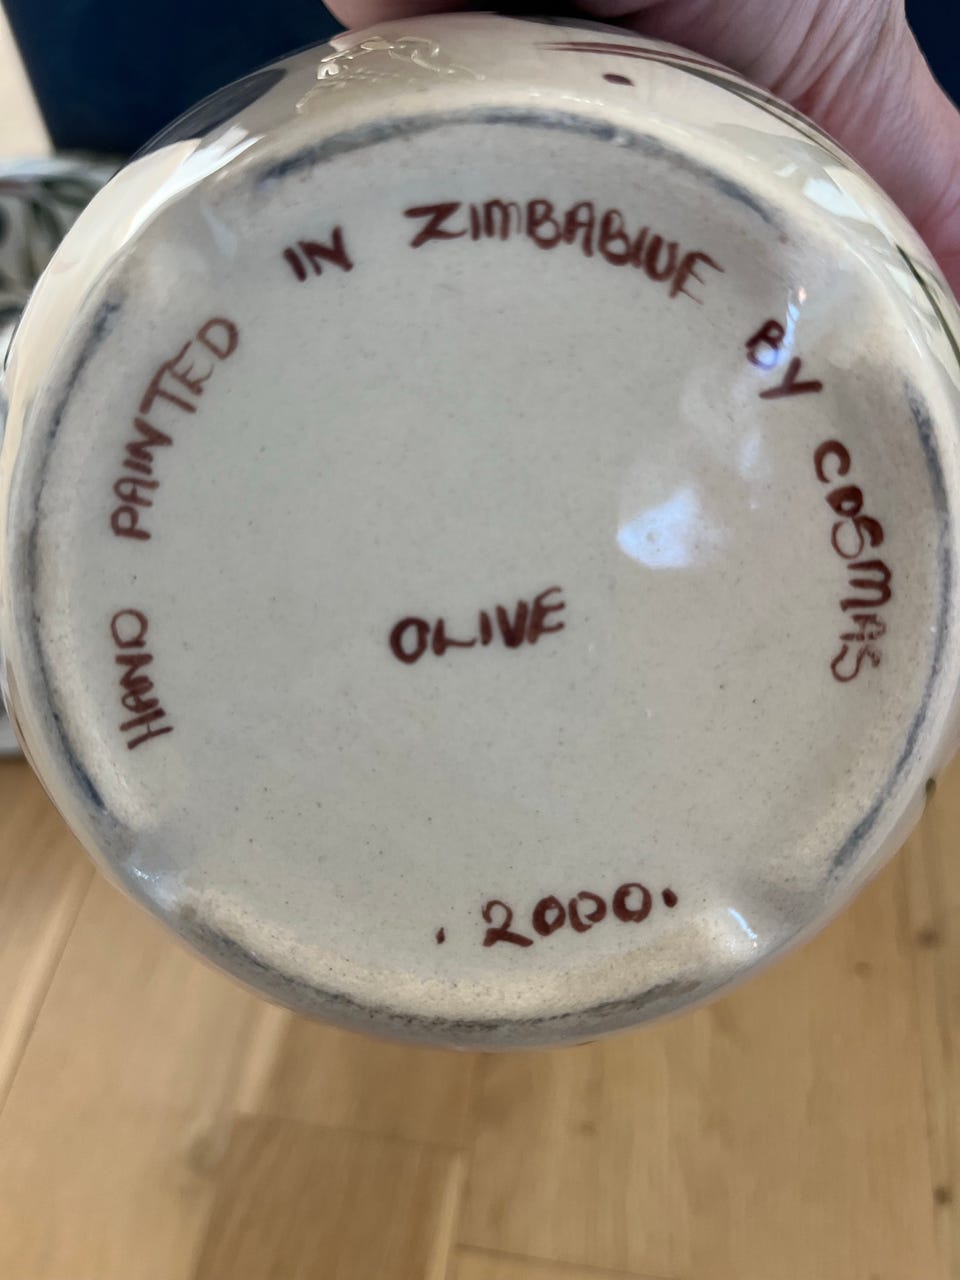 HAND PAINTED IN ZIMBABWE BY COSMAS
OLIVE
. 2000.